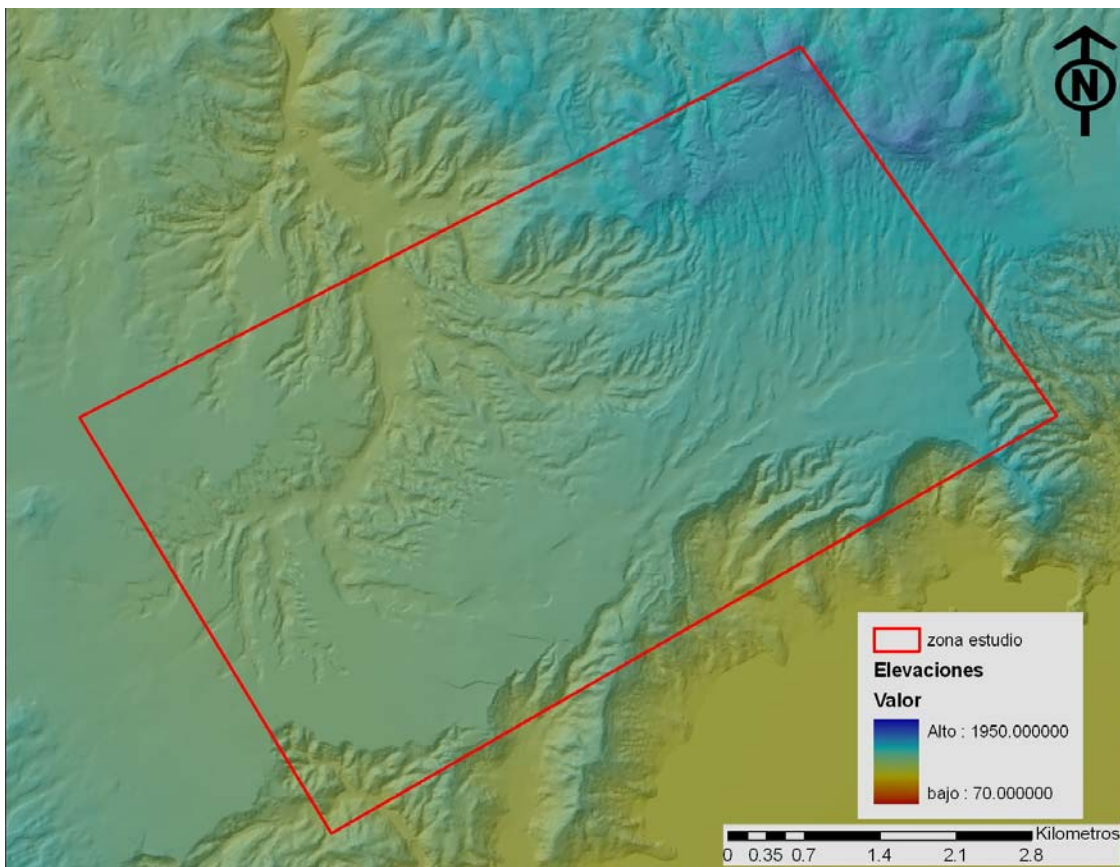 N
zona estudio
Elevaciones
Valor
Alto : 1950.000000
bajo : 70.000000
Kilometros
0 0.35 0.7 1.4 2.1 2.8